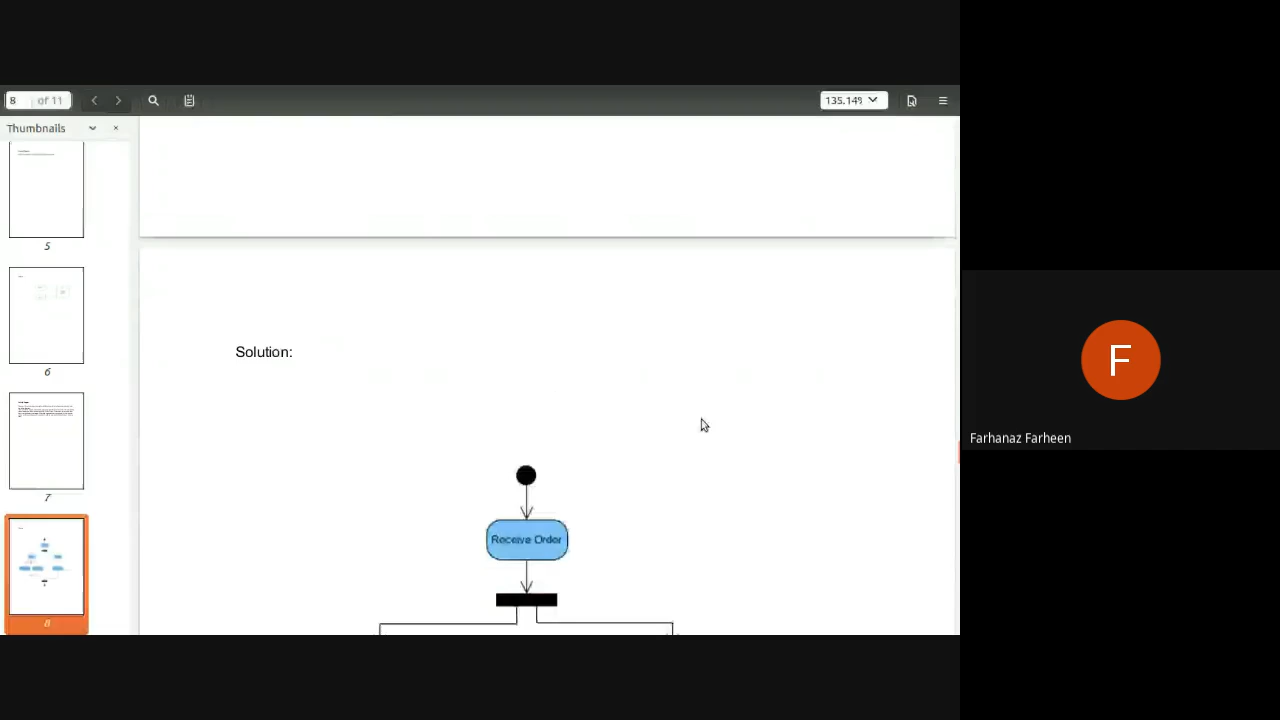 8 of 11
135.14%
Thumbnails
5
6
7
8
Solution:
Receive Order
F
Farhanaz Farheen